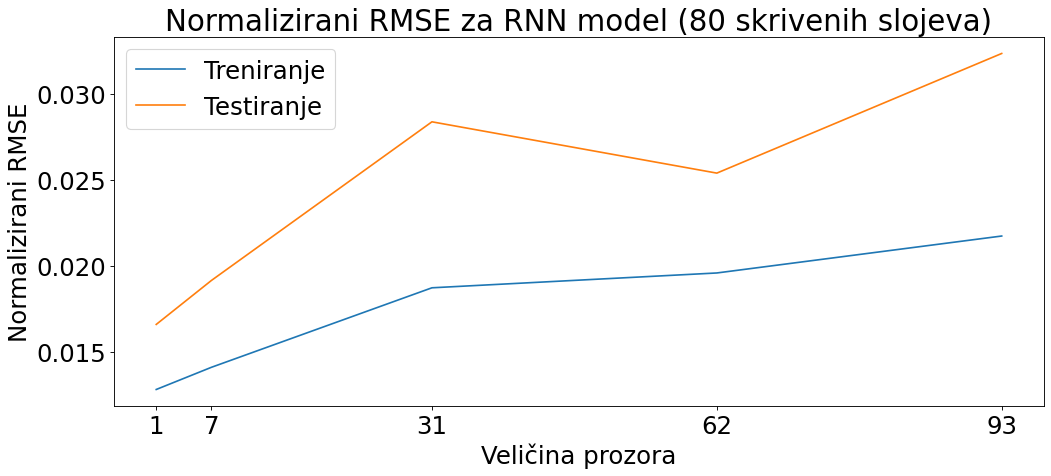 Normalizirani RMSE za RNN model (80 skrivenih slojeva)
Treniranje
Testiranje
Normalizirani RMSE
0.030
0.025
0.020
0.015
1 7 31 62 93
Veličina prozora